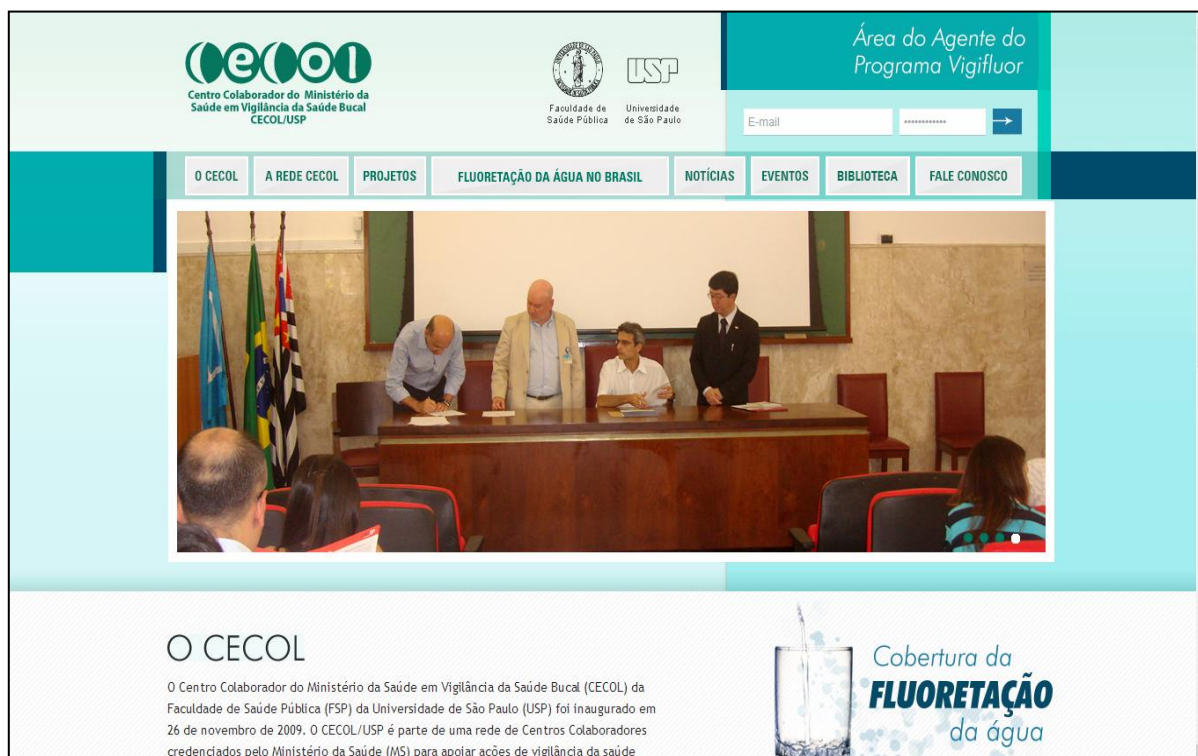 cecol
Centro Colaborador do Ministério da
Saúde em Vigilância da Saúde Bucal
CECOL/USP
Faculdade de
Saúde Pública
USP
Universidade
de São Paulo
Área do Agente do
Programa Vigifluor
E-mail
O CECOL
A REDE CECOL
PROJETOS
FLUORETAÇÃO DA ÁGUA NO BRASIL
NOTÍCIAS
EVENTOS
BIBLIOTECA
FALE CONOSCO
O CECOL
O Centro Colaborador do Ministério da Saúde em Vigilância da Saúde Bucal (CECOL) da
Faculdade de Saúde Pública (FSP) da Universidade de São Paulo (USP) foi inaugurado em
26 de novembro de 2009. O CECOL/USP é parte de uma rede de Centros Colaboradores
credenciados pelo Ministério da Saúde (MS) para apoiar ações de vigilância da saúde
Cobertura da
FLUORETAÇÃO
da água